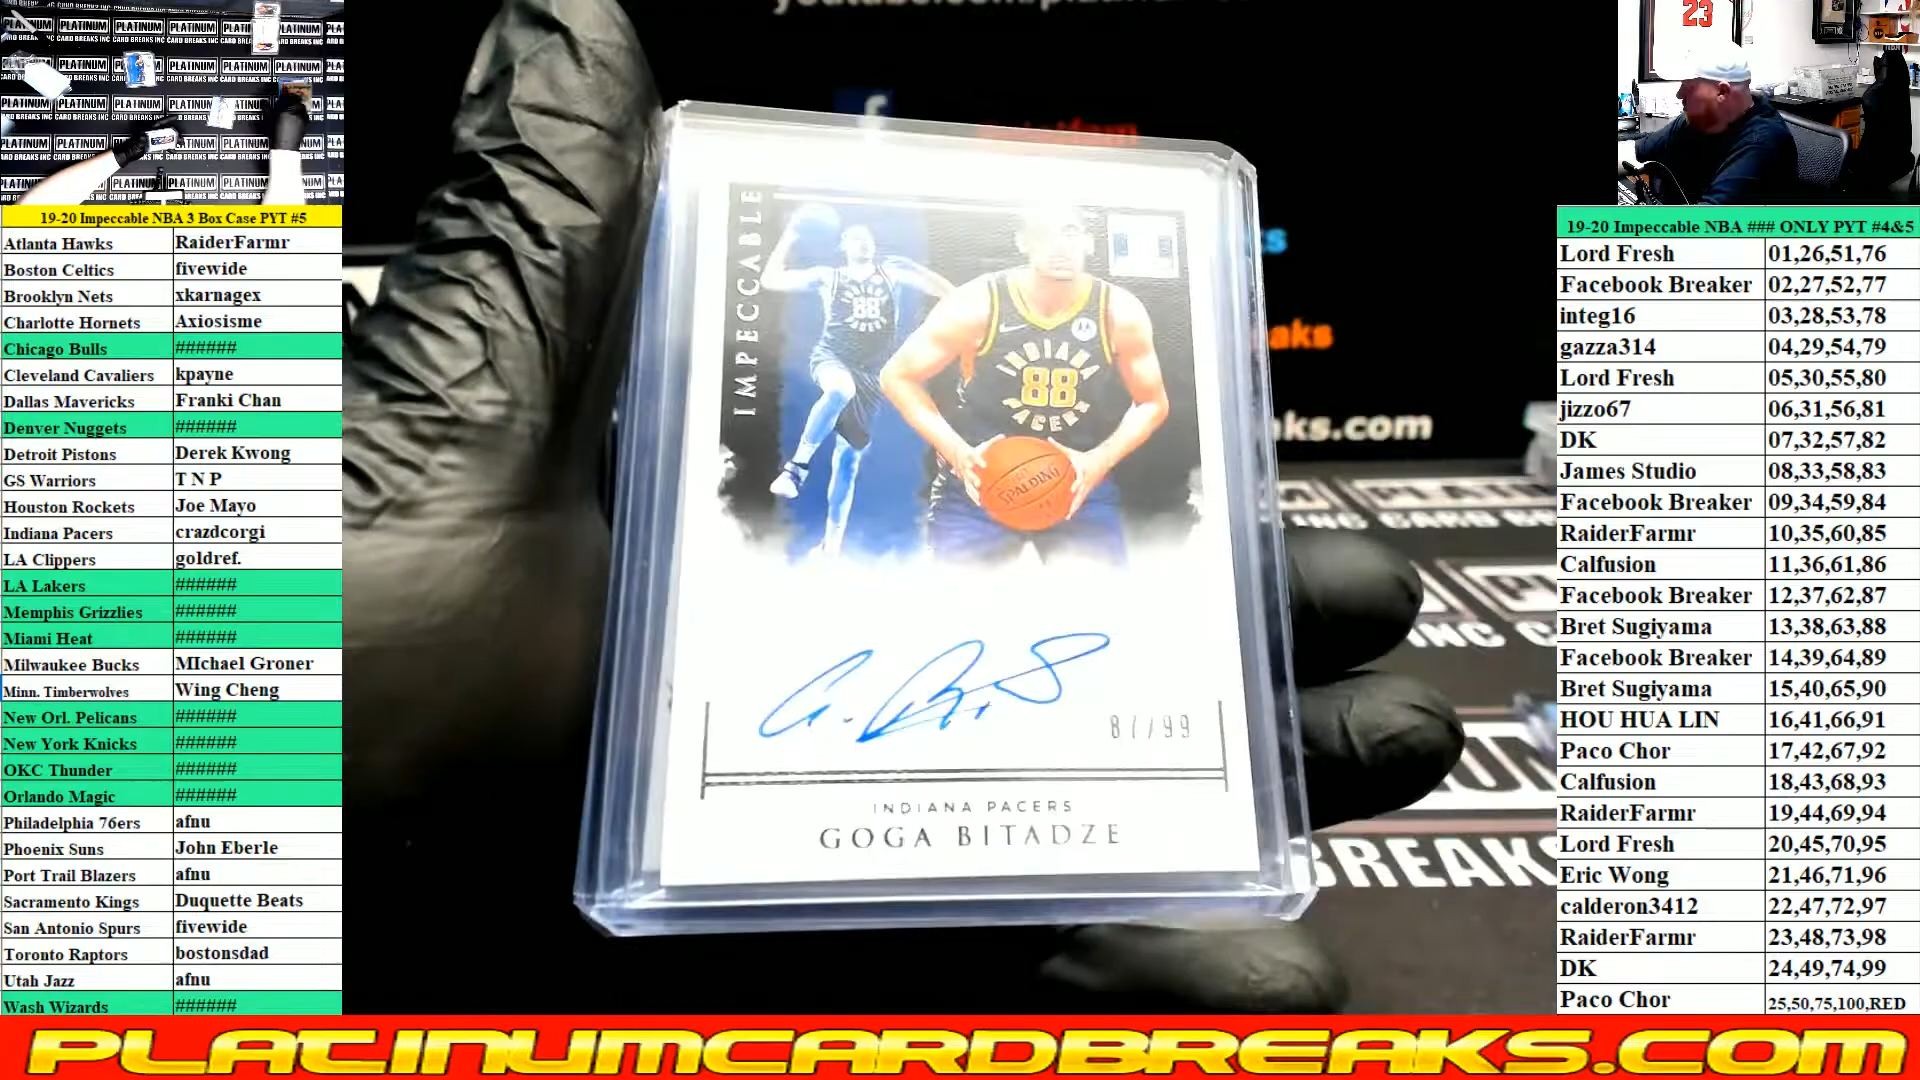 19-20 Impeccable NBA 3 Box Case PYT #5
Atlanta Hawks RaiderFarmr
Boston Celtics fivewide
Brooklyn Nets xkarnagex
Charlotte Hornets Axiosisme
Chicago Bulls ######
Cleveland Cavaliers kpayne
Dallas Mavericks Franki Chan
Denver Nuggets ######
Detroit Pistons Derek Kwong
GS Warriors T N P
Houston Rockets Joe Mayo
Indiana Pacers crazdcorgi
LA Clippers goldref.
LA Lakers ######
Memphis Grizzlies ######
Miami Heat ######
Milwaukee Bucks MIchael Groner
Minn. Timberwolves Wing Cheng
New Orl. Pelicans ######
New York Knicks ######
OKC Thunder ######
Orlando Magic ######
Philadelphia 76ers afnu
Phoenix Suns John Eberle
Port Trail Blazers afnu
Sacramento Kings Duquette Beats
San Antonio Spurs fivewide
Toronto Raptors bostonsdad
Utah Jazz afnu
Wash Wizards ######
IMPECCABLE
INDIANA
88
PACERS
INDIANA
88
PACERS
SPALDING
87/99
INDIANA PACERS
GOGA BITADZE
23
19-20 Impeccable NBA ### ONLY PYT #4&5
Lord Fresh 01,26,51,76
Facebook Breaker 02,27,52,77
integ16 03,28,53,78
gazza314 04,29,54,79
Lord Fresh 05,30,55,80
jizzo67 06,31,56,81
DK 07,32,57,82
James Studio 08,33,58,83
Facebook Breaker 09,34,59,84
RaiderFarmr 10,35,60,85
Calfusion 11,36,61,86
Facebook Breaker 12,37,62,87
Bret Sugiyama 13,38,63,88
Facebook Breaker 14,39,64,89
Bret Sugiyama 15,40,65,90
HOU HUA LIN 16,41,66,91
Paco Chor 17,42,67,92
Calfusion 18,43,68,93
RaiderFarmr 19,44,69,94
Lord Fresh 20,45,70,95
Eric Wong 21,46,71,96
calderon3412 22,47,72,97
RaiderFarmr 23,48,73,98
DK 24,49,74,99
Paco Chor 25,50,75,100,RED
PLATINUMCARDBREAKS.COM